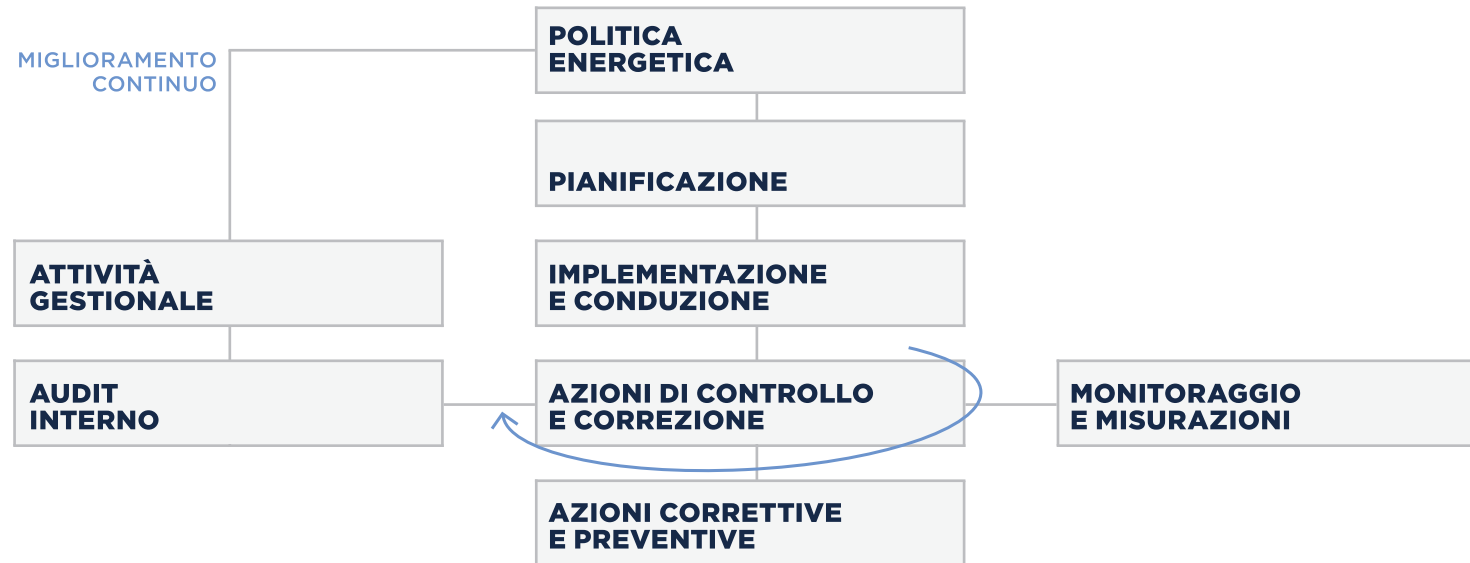 POLITICA
ENERGETICA
MIGLIORAMENTO
CONTINUO
PIANIFICAZIONE
ATTIVITÀ
GESTIONALE
IMPLEMENTAZIONE
E CONDUZIONE
AUDIT
INTERNO
AZIONI DI CONTROLLO
E CORREZIONE
MONITORAGGIO
E MISURAZIONI
AZIONI CORRETTIVE
E PREVENTIVE